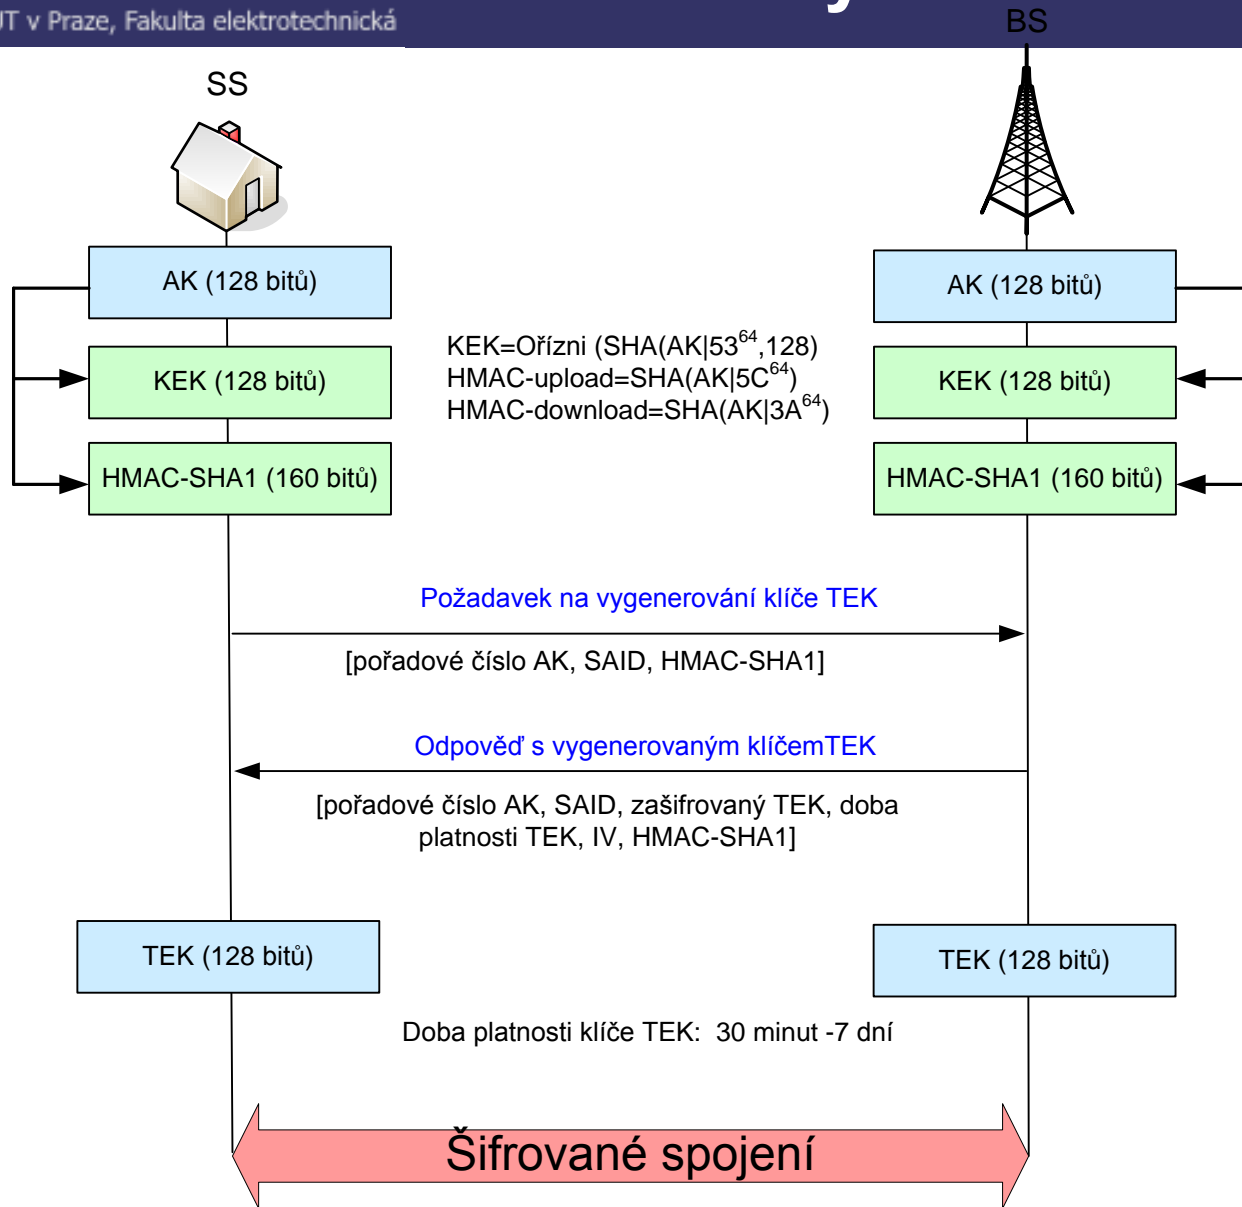 v Praze, Fakulta elektrotechnická
BS
SS
AK (128 bitů)
AK (128 bitů)
KEK=Ořízni (SHA(AK|53^64,128)
HMAC-upload=SHA(AK|5C^64)
HMAC-download=SHA(AK|3A^64)
KEK (128 bitů)
KEK (128 bitů)
HMAC-SHA1 (160 bitů)
HMAC-SHA1 (160 bitů)
Požadavek na vygenerování klíče TEK
[pořadové číslo AK, SAID, HMAC-SHA1]
Odpověď s vygenerovaným klíčemTEK
[pořadové číslo AK, SAID, zašifrovaný TEK, doba
platnosti TEK, IV, HMAC-SHA1]
TEK (128 bitů)
TEK (128 bitů)
Doba platnosti klíče TEK:  30 minut -7 dní
Šifrované spojení